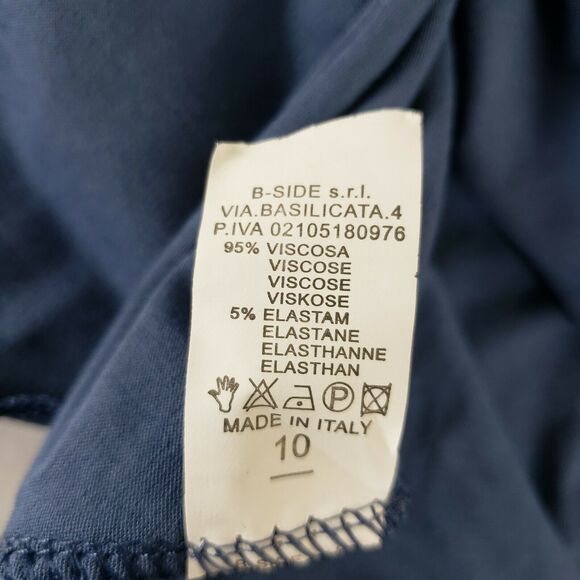 B-SIDE s.r.l.
VIA.BASILICATA.4
P.IVA 02105180976
95% VISCOSA
VISCOSE
VISCOSE
VISKOSE
5% ELASTAM
ELASTANE
ELASTHANNE
ELASTHAN
P
MADE IN ITALY
10